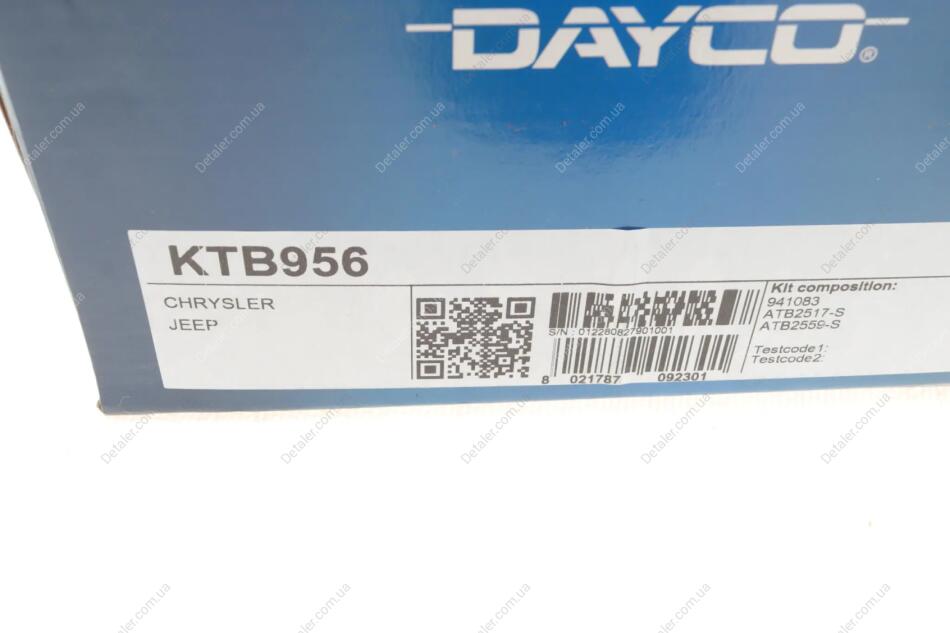 DAYCO®
KTB956
CHRYSLER
JEEP
S/N : 012280827901001
8 021787 092301
Kit composition:
941083
ATB2517-S
ATB2559-S
Testcode1:
Testcode2:
Detaler.com.ua